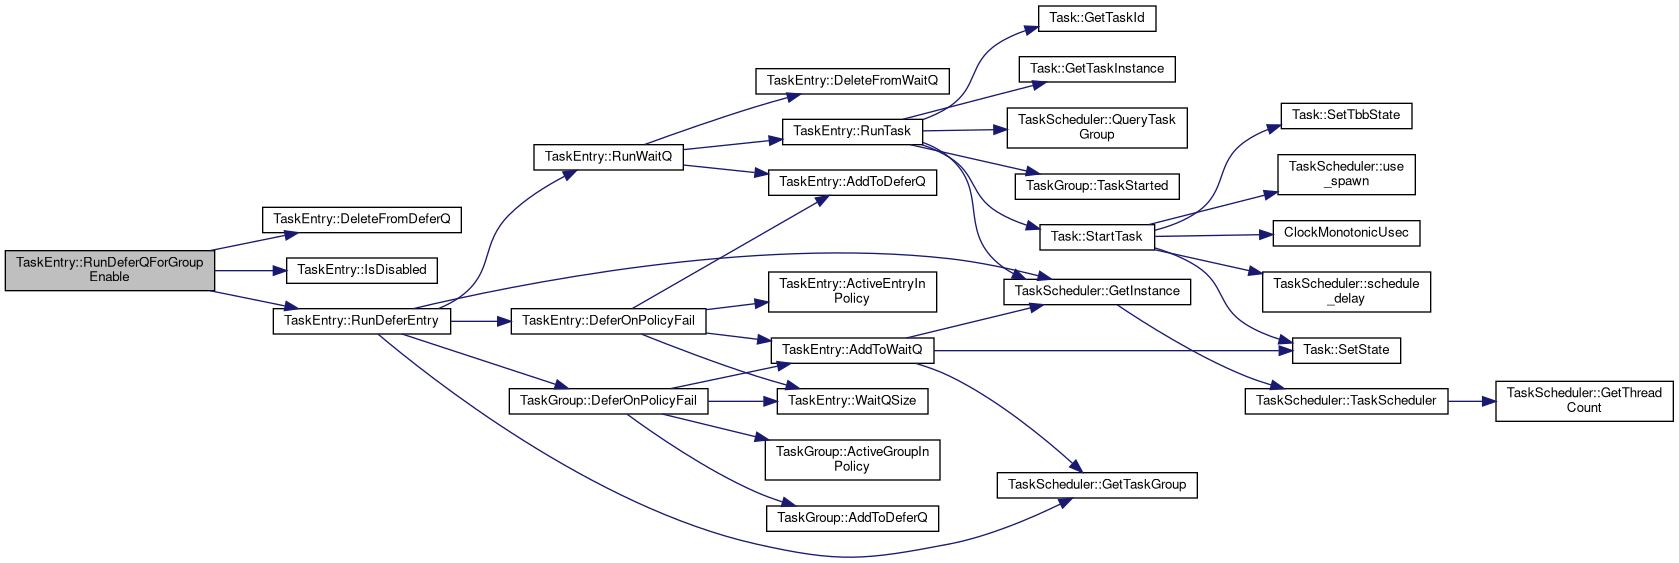 Task::GetTaskId
Task::GetTaskInstance
TaskEntry::DeleteFromWaitQ
Task::SetTbbState
TaskScheduler::QueryTask
Group
TaskEntry::RunTask
TaskEntry::RunWaitQ
TaskScheduler::use
_spawn
TaskEntry::AddToDeferQ
TaskGroup::TaskStarted
TaskEntry::DeleteFromDeferQ
Task::StartTask
ClockMonotonicUsec
TaskEntry::RunDeferQForGroup
Enable
TaskEntry::IsDisabled
TaskEntry::ActiveEntryIn
Policy
TaskScheduler::GetInstance
TaskScheduler::schedule
_delay
TaskEntry::RunDeferEntry
TaskEntry::DeferOnPolicyFail
TaskEntry::AddToWaitQ
Task::SetState
TaskGroup::DeferOnPolicyFail
TaskEntry::WaitQSize
TaskScheduler::TaskScheduler
TaskScheduler::GetThread
Count
TaskGroup::ActiveGroupIn
Policy
TaskScheduler::GetTaskGroup
TaskGroup::AddToDeferQ